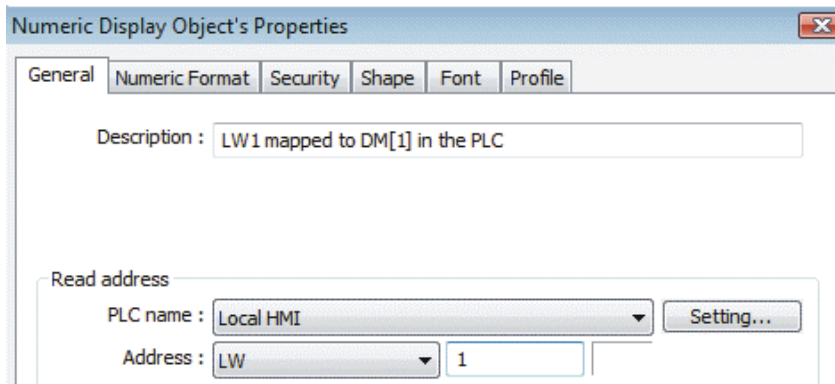 Numeric Display Object's Properties
General Numeric Format Security Shape Font Profile
Description : LW1 mapped to DM[1] in the PLC
Read address
PLC name : Local HMI Setting...
Address : LW 1